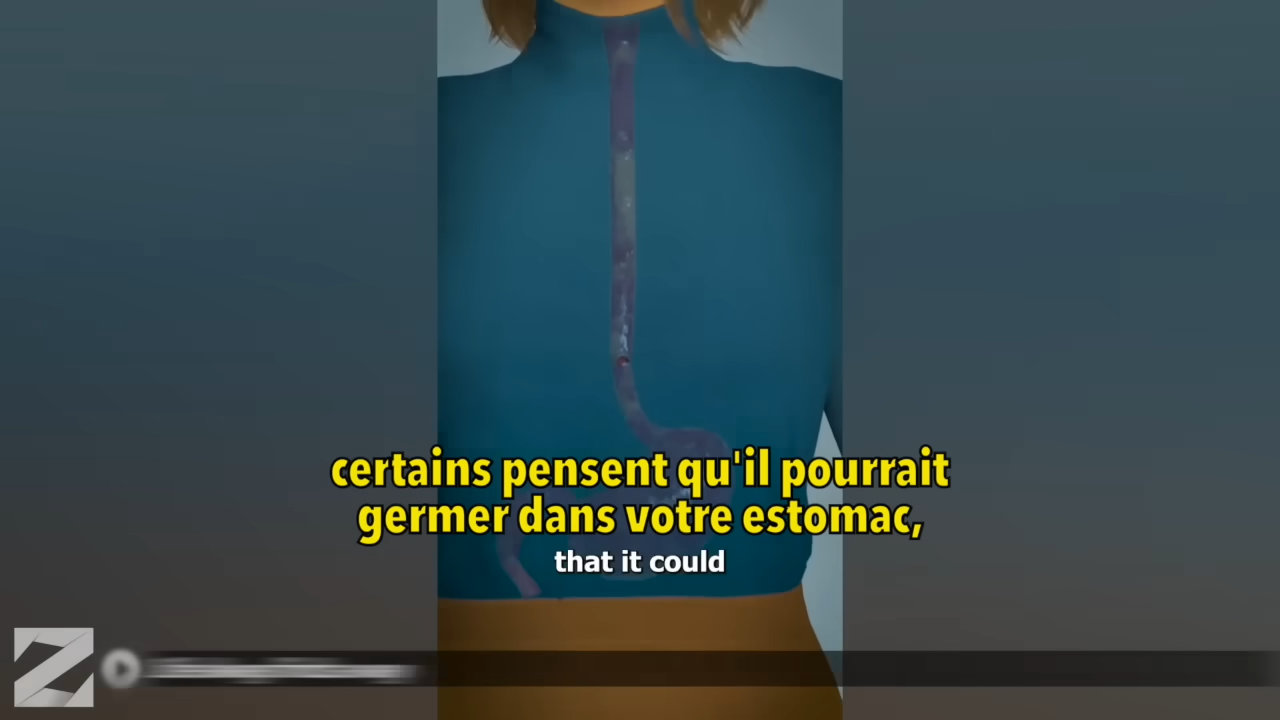 certains pensent qu'il pourrait
germer dans votre estomac,
that it could